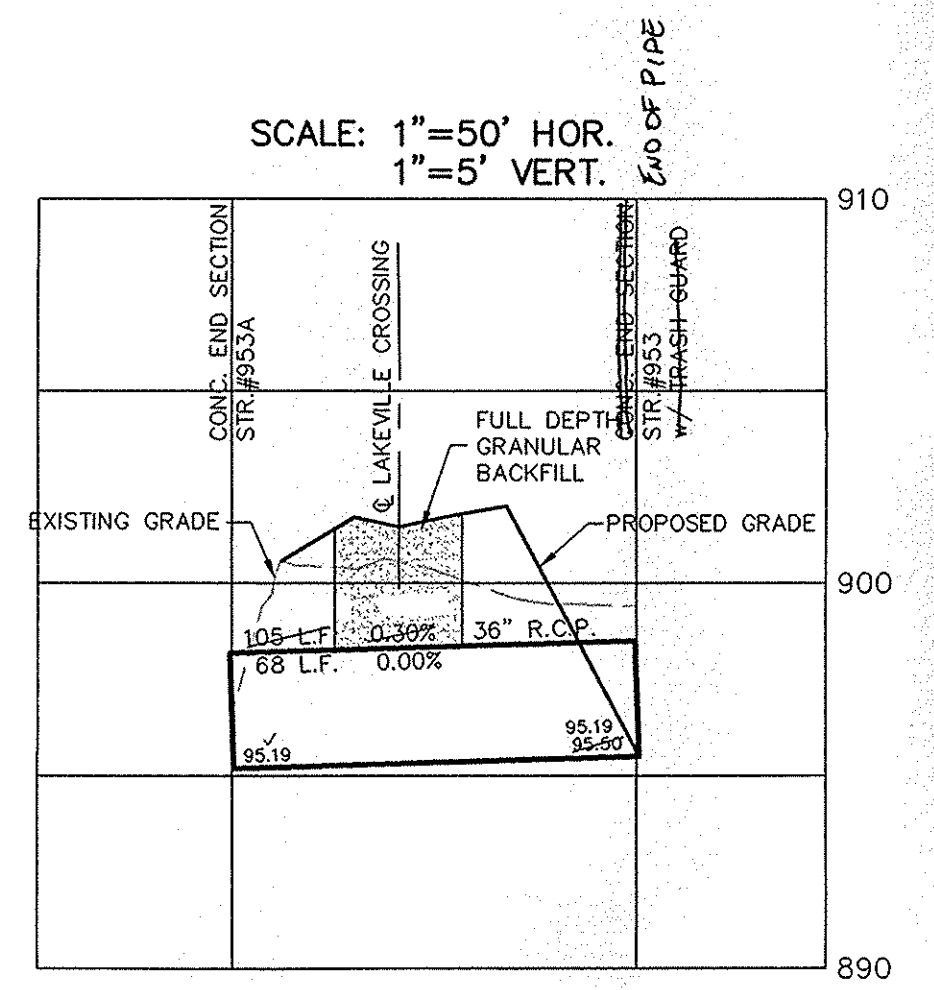 SCALE: 1"=50' HOR.
1"=5' VERT.
END OF PIPE
910
CONC. END SECTION
STR.#953A
℄ LAKEVILLE CROSSING
CONC. END SECTION
STR.#953
w/ TRASH GUARD
FULL DEPTH
GRANULAR
BACKFILL
EXISTING GRADE
PROPOSED GRADE
900
105 L.F. 0.30% 36" R.C.P.
68 L.F. 0.00%
95.19
95.19
95.50
890